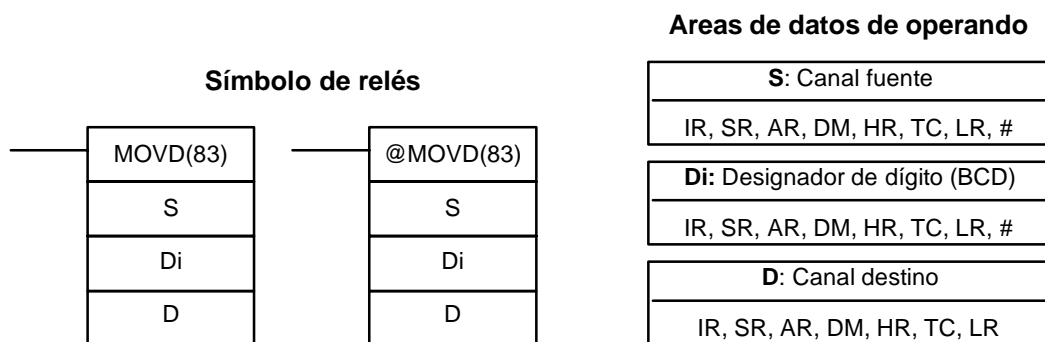 Areas de datos de operando
Símbolo de relés
MOVD(83)
S
Di
D
@MOVD(83)
S
Di
D
S: Canal fuente
IR, SR, AR, DM, HR, TC, LR, #
Di: Designador de dígito (BCD)
IR, SR, AR, DM, HR, TC, LR, #
D: Canal destino
IR, SR, AR, DM, HR, TC, LR